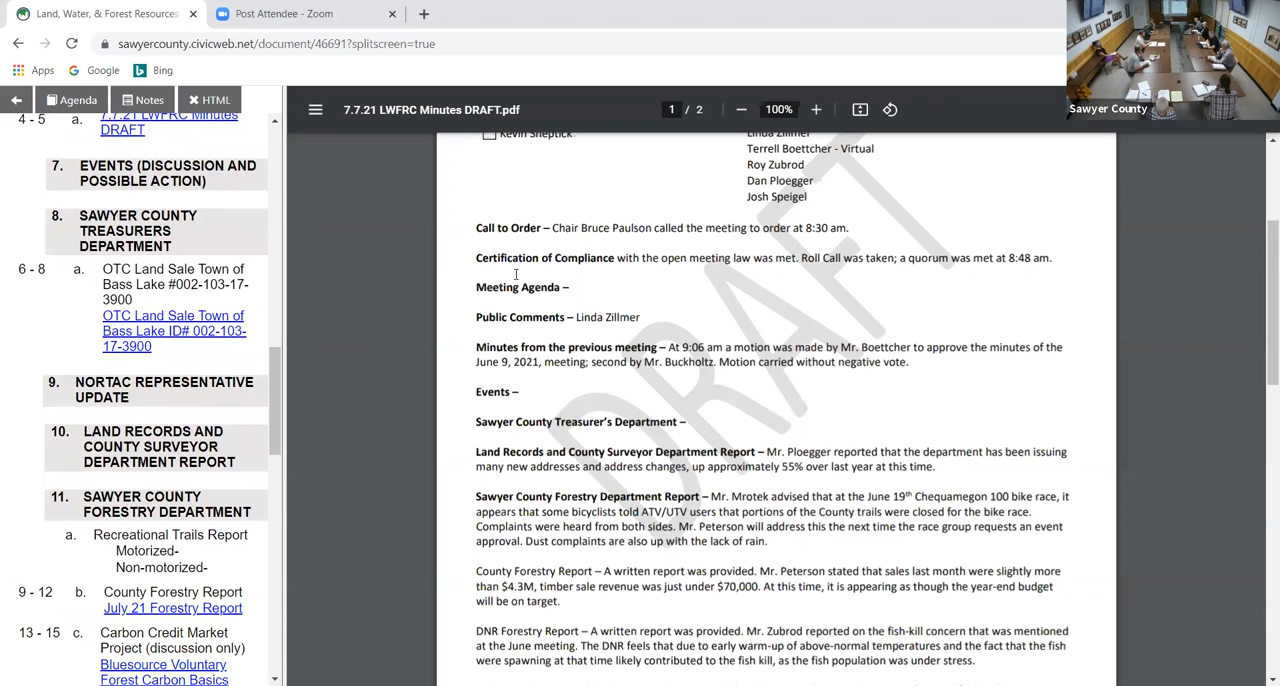 Land, Water, & Forest Resources
Post Attendee - Zoom
sawyercounty.civicweb.net/document/46691?splitscreen=true
Apps
Google
Bing
Sawyer County
Agenda
Notes
HTML
7.7.21 LWFRC Minutes DRAFT.pdf
1 / 2
100%
4 - 5 a. 7.7.21 LWFRC Minutes
DRAFT
7. EVENTS (DISCUSSION AND
POSSIBLE ACTION)
8. SAWYER COUNTY
TREASURERS
DEPARTMENT
6 - 8 a. OTC Land Sale Town of
Bass Lake #002-103-17-
3900
OTC Land Sale Town of
Bass Lake ID# 002-103-
17-3900
9. NORTAC REPRESENTATIVE
UPDATE
10. LAND RECORDS AND
COUNTY SURVEYOR
DEPARTMENT REPORT
11. SAWYER COUNTY
FORESTRY DEPARTMENT
a. Recreational Trails Report
Motorized-
Non-motorized-
9 - 12 b. County Forestry Report
July 21 Forestry Report
13 - 15 c. Carbon Credit Market
Project (discussion only)
Bluesource Voluntary
Forest Carbon Basics
Kevin Sheptick
Linda Zillmer
Terrell Boettcher - Virtual
Roy Zubrod
Dan Ploegger
Josh Speigel
DRAFT
Call to Order – Chair Bruce Paulson called the meeting to order at 8:30 am.
Certification of Compliance with the open meeting law was met. Roll Call was taken; a quorum was met at 8:48 am.
Meeting Agenda –
Public Comments – Linda Zillmer
Minutes from the previous meeting – At 9:06 am a motion was made by Mr. Boettcher to approve the minutes of the
June 9, 2021, meeting; second by Mr. Buckholtz. Motion carried without negative vote.
Events –
Sawyer County Treasurer's Department –
Land Records and County Surveyor Department Report – Mr. Ploegger reported that the department has been issuing
many new addresses and address changes, up approximately 55% over last year at this time.
Sawyer County Forestry Department Report – Mr. Mrotek advised that at the June 19th Chequamegon 100 bike race, it
appears that some bicyclists told ATV/UTV users that portions of the County trails were closed for the bike race.
Complaints were heard from both sides. Mr. Peterson will address this the next time the race group requests an event
approval. Dust complaints are also up with the lack of rain.
County Forestry Report – A written report was provided. Mr. Peterson stated that sales last month were slightly more
than $4.3M, timber sale revenue was just under $70,000. At this time, it is appearing as though the year-end budget
will be on target.
DNR Forestry Report – A written report was provided. Mr. Zubrod reported on the fish-kill concern that was mentioned
at the June meeting. The DNR feels that due to early warm-up of above-normal temperatures and the fact that the fish
were spawning at that time likely contributed to the fish kill, as the fish population was under stress.